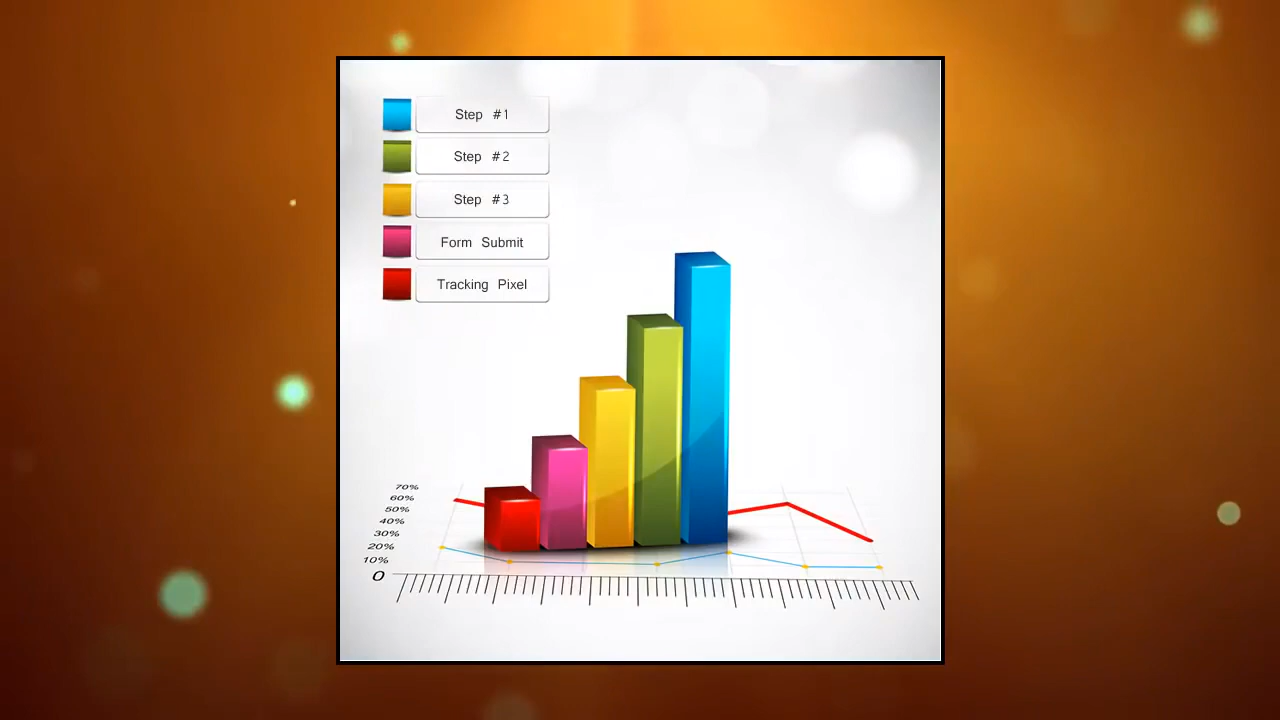 Step #1
Step #2
Step #3
Form Submit
Tracking Pixel
70%
60%
50%
40%
30%
20%
10%
0